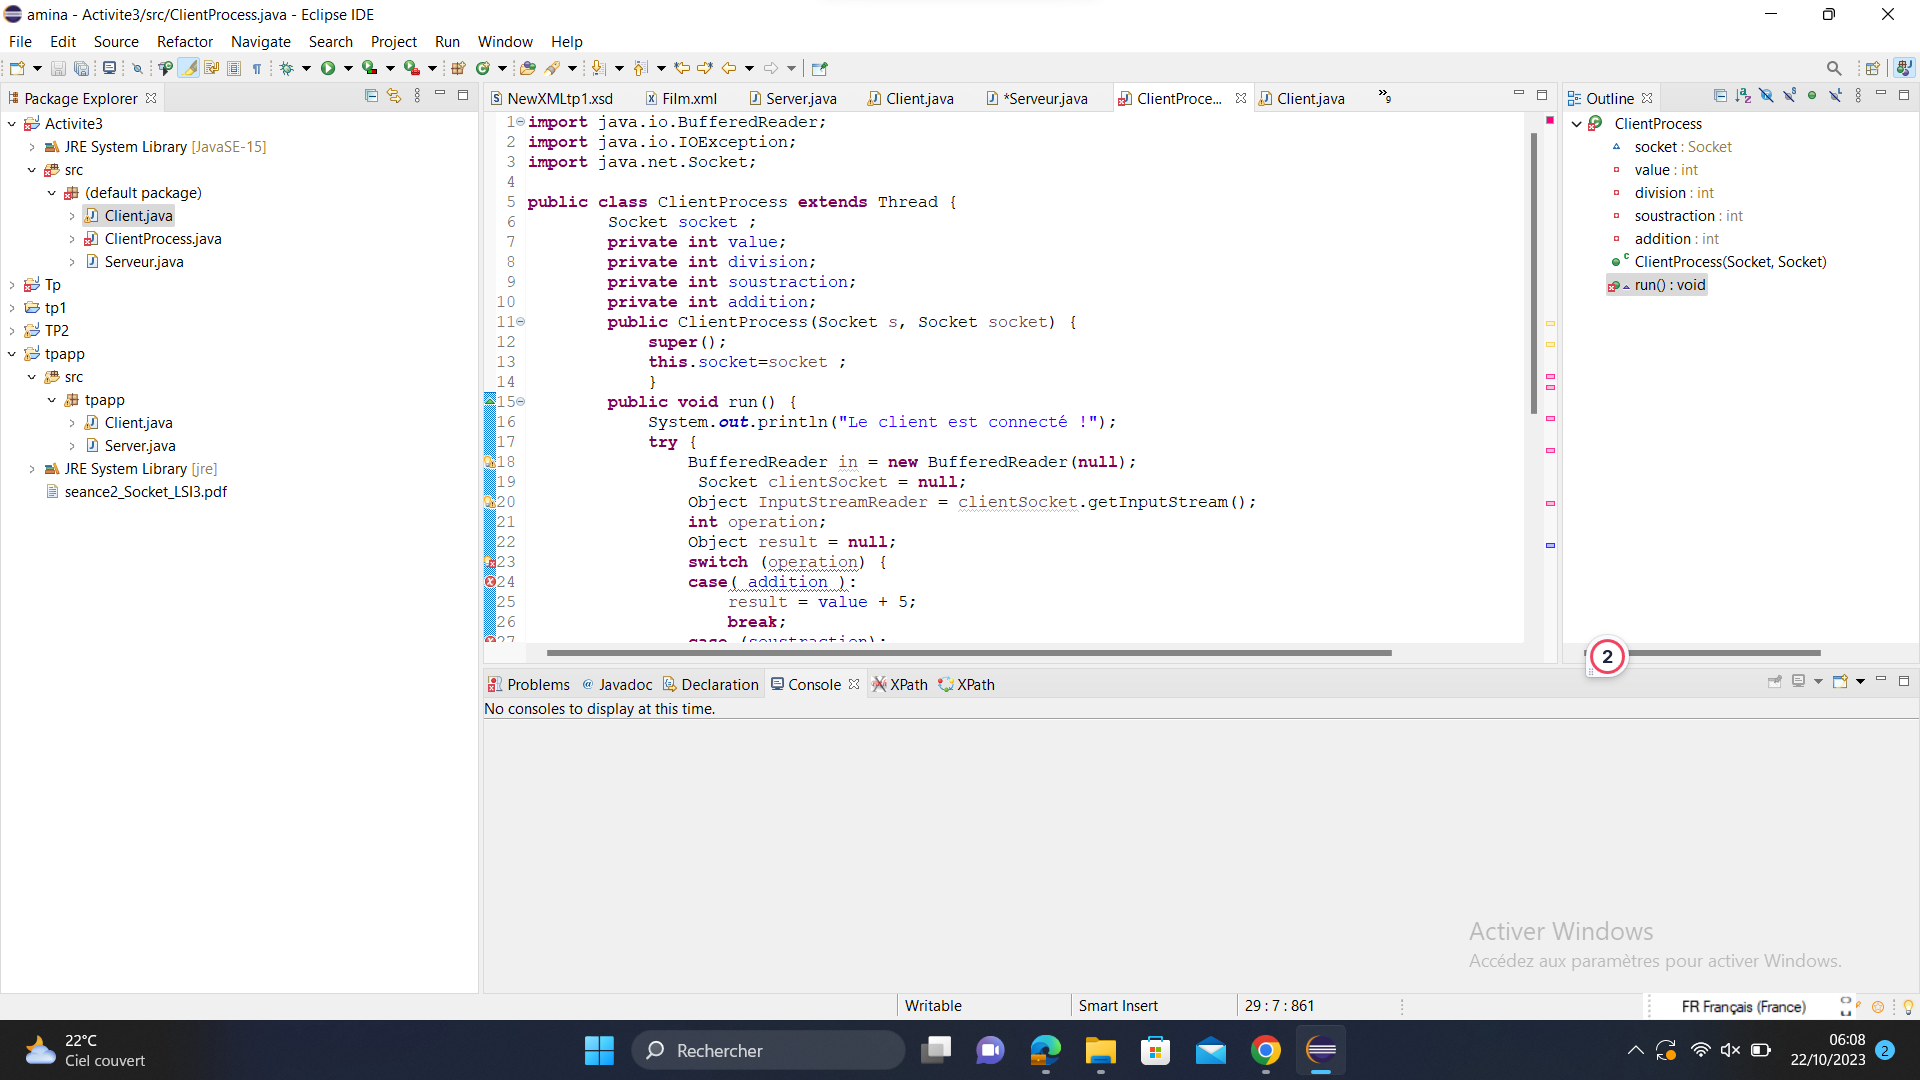 amina - Activite3/src/ClientProcess.java - Eclipse IDE
File Edit Source Refactor Navigate Search Project Run Window Help
Package Explorer
Activite3
JRE System Library [JavaSE-15]
src
(default package)
Client.java
ClientProcess.java
Serveur.java
Tp
tp1
TP2
tpapp
src
tpapp
Client.java
Server.java
JRE System Library [jre]
seance2_Socket_LSI3.pdf
NewXMLtp1.xsd Film.xml Server.java Client.java *Serveur.java ClientProce... Client.java »9
1 import java.io.BufferedReader;
2 import java.io.IOException;
3 import java.net.Socket;
4
5 public class ClientProcess extends Thread {
6 Socket socket ;
7 private int value;
8 private int division;
9 private int soustraction;
10 private int addition;
11 public ClientProcess(Socket s, Socket socket) {
12 super();
13 this.socket=socket ;
14 }
15 public void run() {
16 System.out.println("Le client est connecté !");
17 try {
18 BufferedReader in = new BufferedReader(null);
19 Socket clientSocket = null;
20 Object InputStreamReader = clientSocket.getInputStream();
21 int operation;
22 Object result = null;
23 switch (operation) {
24 case( addition ):
25 result = value + 5;
26 break;
27 case (soustraction):
Outline
ClientProcess
socket : Socket
value : int
division : int
soustraction : int
addition : int
ClientProcess(Socket, Socket)
run() : void
2
Problems Javadoc Declaration Console XPath XPath
No consoles to display at this time.
Activer Windows
Accédez aux paramètres pour activer Windows.
Writable Smart Insert 29 : 7 : 861
FR Français (France)
22°C
Ciel couvert
Rechercher
06:08
22/10/2023
2